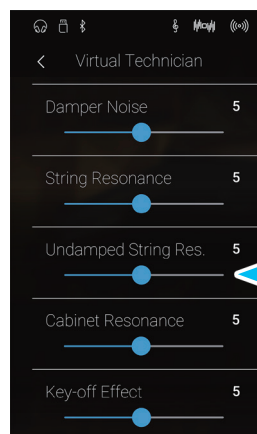 < Virtual Technician
Damper Noise 5
String Resonance 5
Undamped String Res. 5
Cabinet Resonance 5
Key-off Effect 5